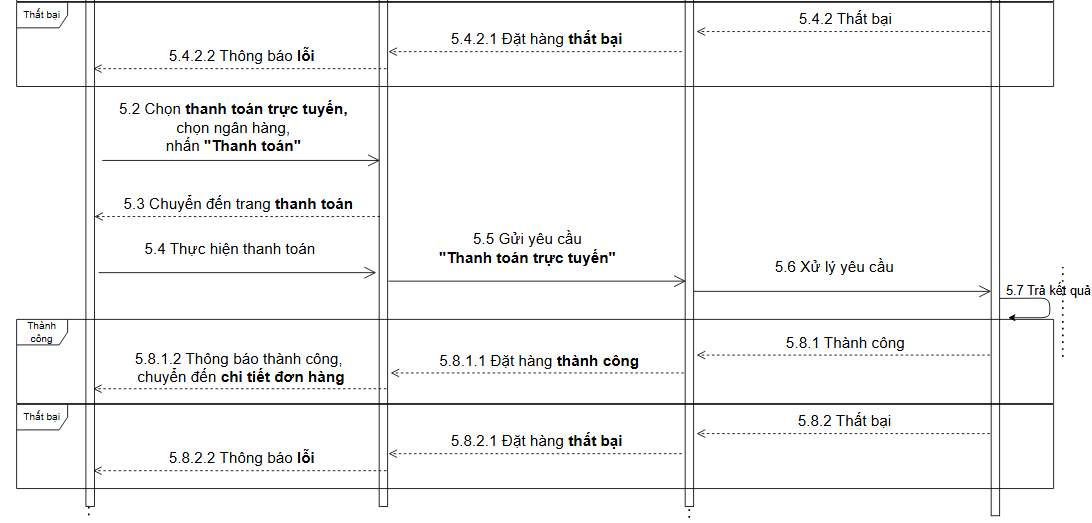 Thất bại
5.4.2 Thất bại
5.4.2.1 Đặt hàng thất bại
5.4.2.2 Thông báo lỗi
5.2 Chọn thanh toán trực tuyến,
chọn ngân hàng,
nhấn "Thanh toán"
5.3 Chuyển đến trang thanh toán
5.4 Thực hiện thanh toán
5.5 Gửi yêu cầu
"Thanh toán trực tuyến"
5.6 Xử lý yêu cầu
5.7 Trả kết quả
Thành
công
5.8.1 Thành công
5.8.1.1 Đặt hàng thành công
5.8.1.2 Thông báo thành công,
chuyển đến chi tiết đơn hàng
Thất bại
5.8.2 Thất bại
5.8.2.1 Đặt hàng thất bại
5.8.2.2 Thông báo lỗi